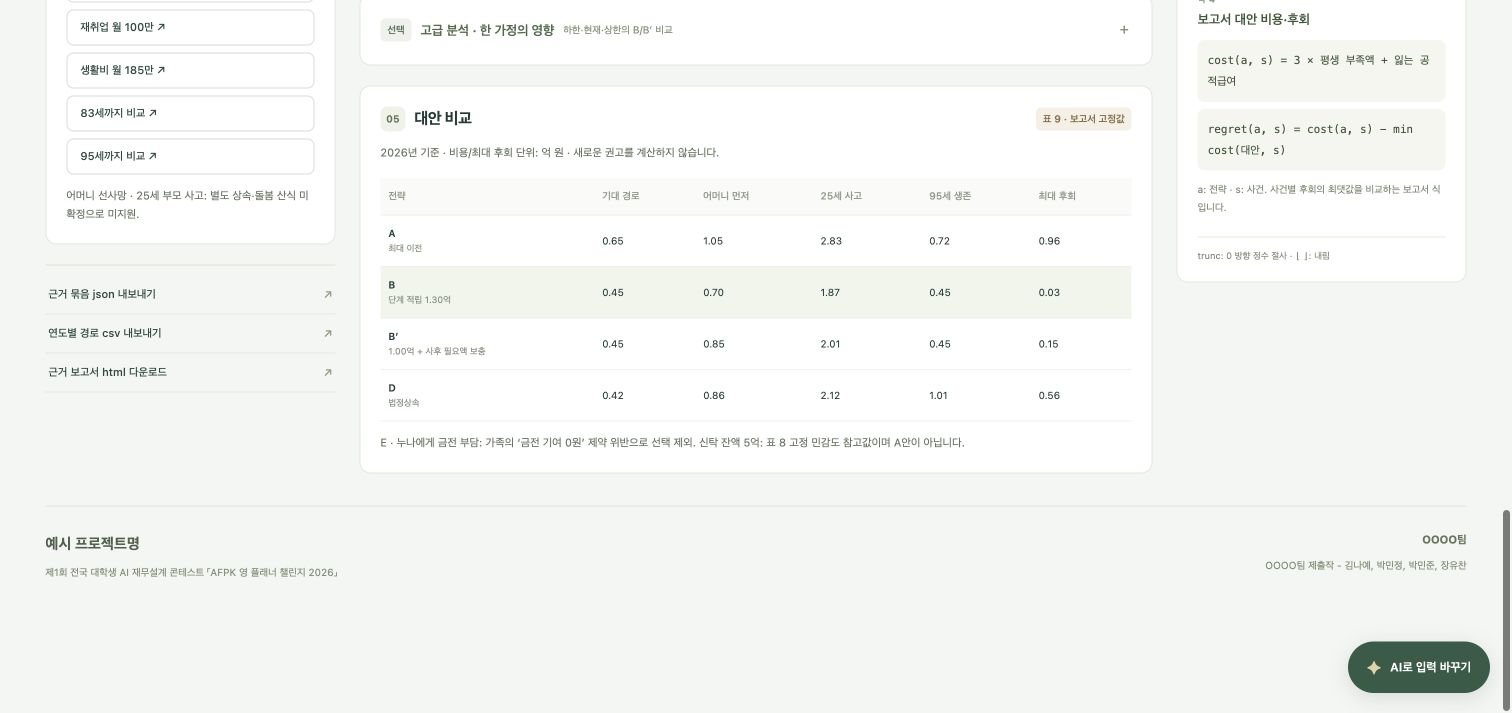 재취업 월 100만 ↗
생활비 월 185만 ↗
83세까지 비교 ↗
95세까지 비교 ↗
어머니 선사망 · 25세 부모 사고: 별도 상속·돌봄 산식 미
확정으로 미지원.
근거 묶음 json 내보내기 ↗
연도별 경로 csv 내보내기 ↗
근거 보고서 html 다운로드 ↗
선택 고급 분석 · 한 가정의 영향 하한·현재·상한의 B/B′ 비교 +
05 대안 비교 표 9 · 보고서 고정값
2026년 기준 · 비용/최대 후회 단위: 억 원 · 새로운 권고를 계산하지 않습니다.
전략 기대 경로 어머니 먼저 25세 사고 95세 생존 최대 후회
A
최대 이전 0.65 1.05 2.83 0.72 0.96
B
단계 적립 1.30억 0.45 0.70 1.87 0.45 0.03
B′
1.00억 + 사후 필요액 보충 0.45 0.85 2.01 0.45 0.15
D
법정상속 0.42 0.86 2.12 1.01 0.56
E · 누나에게 금전 부담: 가족의 ‘금전 기여 0원’ 제약 위반으로 선택 제외. 신탁 잔액 5억: 표 8 고정 민감도 참고값이며 A안이 아닙니다.
보고서 대안 비용·후회
cost(a, s) = 3 × 평생 부족액 + 잃는 공
적급여
regret(a, s) = cost(a, s) − min
cost(대안, s)
a: 전략 · s: 사건. 사건별 후회의 최댓값을 비교하는 보고서 식
입니다.
trunc: 0 방향 정수 절사 · ⌊ ⌋: 내림
예시 프로젝트명
제1회 전국 대학생 AI 재무설계 콘테스트 「AFPK 영 플래너 챌린지 2026」
OOOO팀
OOOO팀 제출작 - 김나예, 박민정, 박민준, 장유찬
AI로 입력 바꾸기